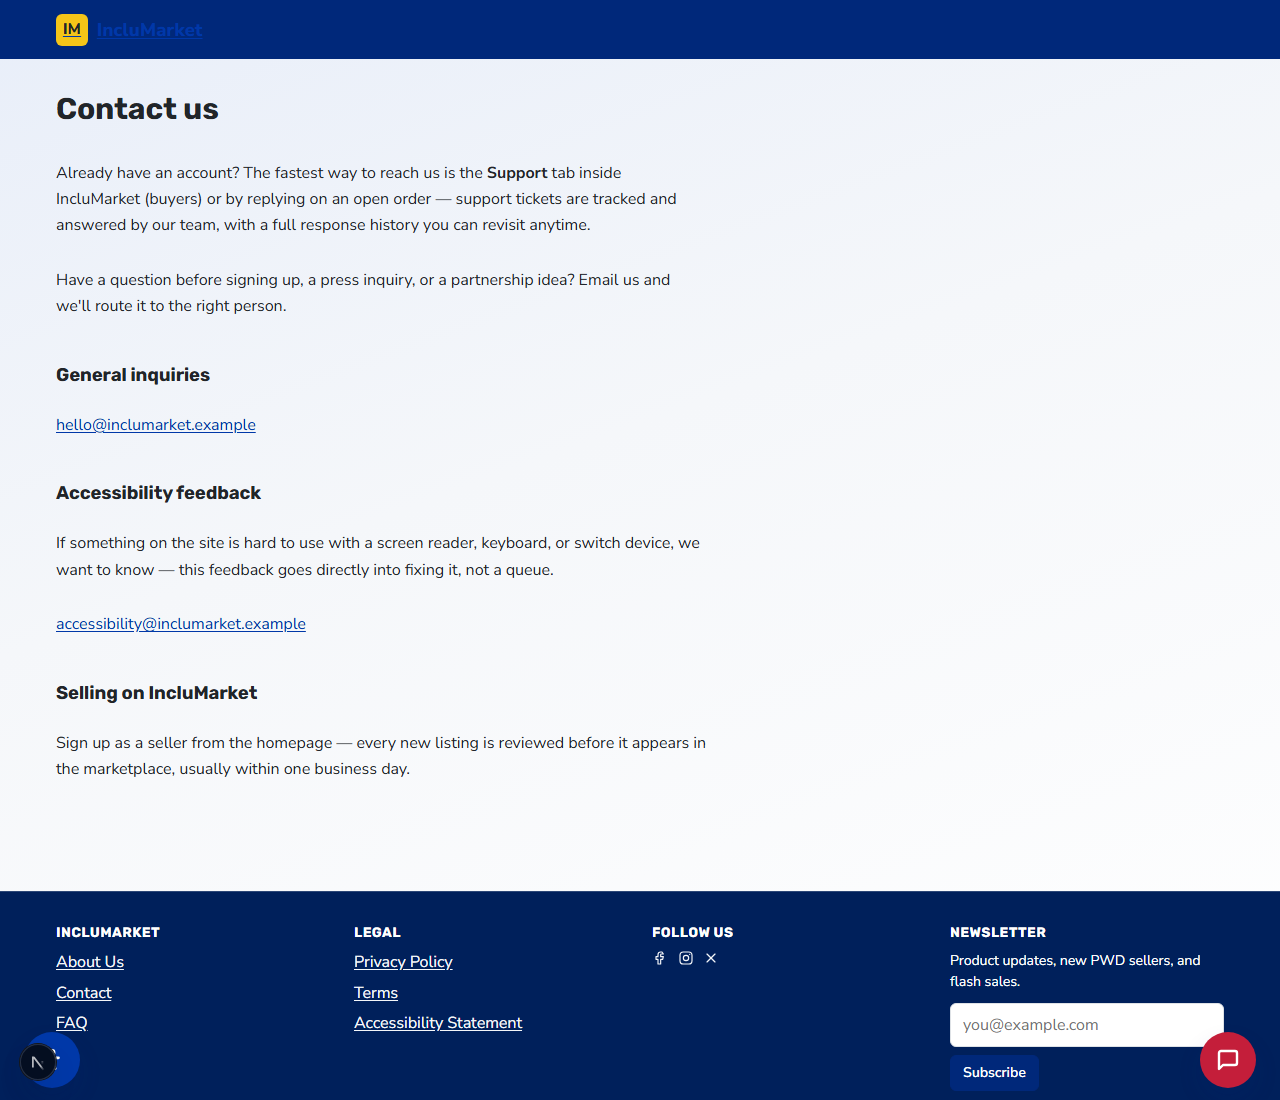 IM IncluMarket
Contact us
Already have an account? The fastest way to reach us is the Support tab inside
IncluMarket (buyers) or by replying on an open order — support tickets are tracked and
answered by our team, with a full response history you can revisit anytime.
Have a question before signing up, a press inquiry, or a partnership idea? Email us and
we'll route it to the right person.
General inquiries
hello@inclumarket.example
Accessibility feedback
If something on the site is hard to use with a screen reader, keyboard, or switch device, we
want to know — this feedback goes directly into fixing it, not a queue.
accessibility@inclumarket.example
Selling on IncluMarket
Sign up as a seller from the homepage — every new listing is reviewed before it appears in
the marketplace, usually within one business day.
INCLUMARKET
About Us
Contact
FAQ
LEGAL
Privacy Policy
Terms
Accessibility Statement
FOLLOW US
NEWSLETTER
Product updates, new PWD sellers, and
flash sales.
you@example.com
Subscribe